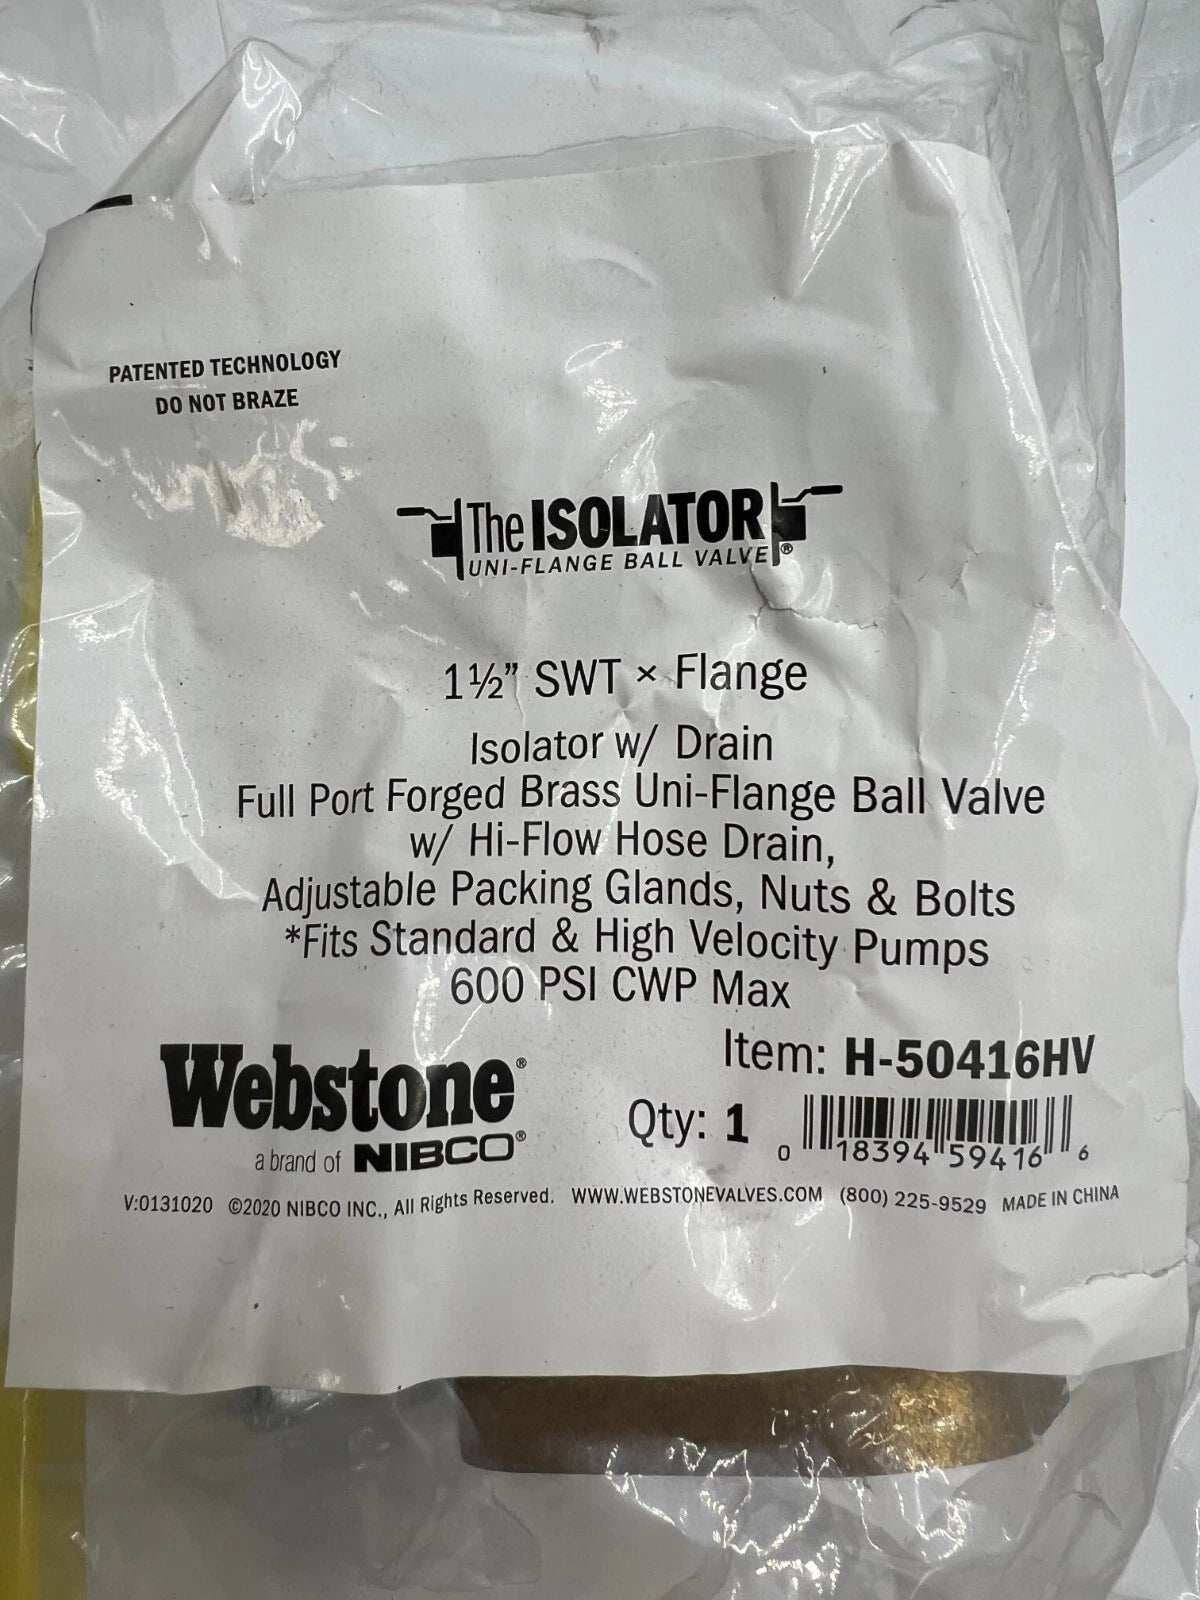 PATENTED TECHNOLOGY
DO NOT BRAZE
The ISOLATOR
UNI-FLANGE BALL VALVE®
1½" SWT × Flange
Isolator w/ Drain
Full Port Forged Brass Uni-Flange Ball Valve
w/ Hi-Flow Hose Drain,
Adjustable Packing Glands, Nuts & Bolts
*Fits Standard & High Velocity Pumps
600 PSI CWP Max
Item: H-50416HV
Qty: 1
0 18394 59416 6
Webstone®
a brand of NIBCO®
V:0131020 ©2020 NIBCO INC., All Rights Reserved. WWW.WEBSTONEVALVES.COM (800) 225-9529 MADE IN CHINA